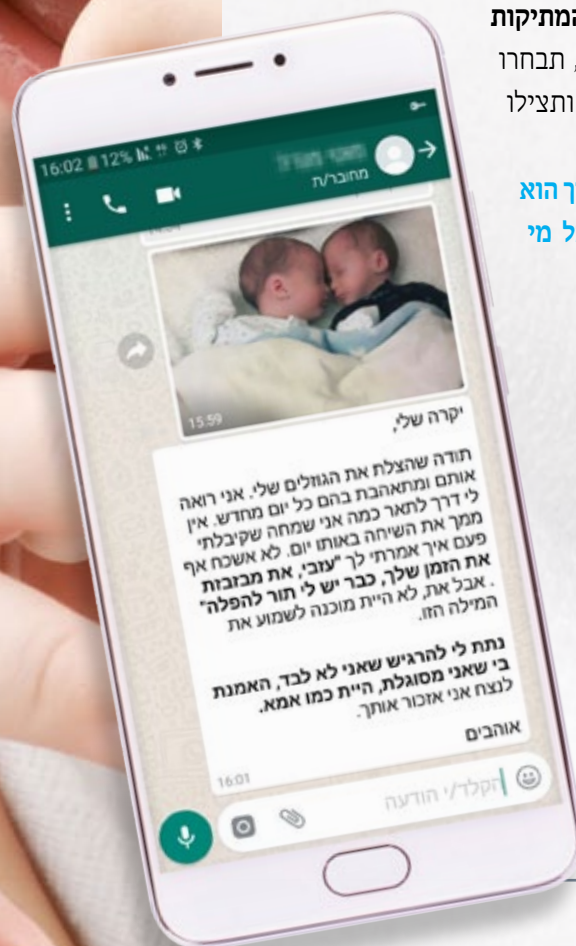 המתיקות
, תבחרו
ותצילו
ך הוא
ל מי
16:02 12%
מחובר/ת
15:59
יקרה שלי,
תודה שהצלת את הגוזלים שלי. אני רואה
אותם ומתאהבת בהם כל יום מחדש. אין
לי דרך לתאר כמה אני שמחה שקיבלתי
ממך את השיחה באותו יום. לא אשכח אף
פעם איך אמרתי לך "עזבי, את מבזבזת
את הזמן שלך, כבר יש לי תור להפלה"
. אבל את, לא היית מוכנה לשמוע את
המילה הזו.
נתת לי להרגיש שאני לא לבד, האמנת
בי שאני מסוגלת, היית כמו אמא.
לנצח אני אזכור אותך.
אוהבים
16:01
הקלד/י הודעה